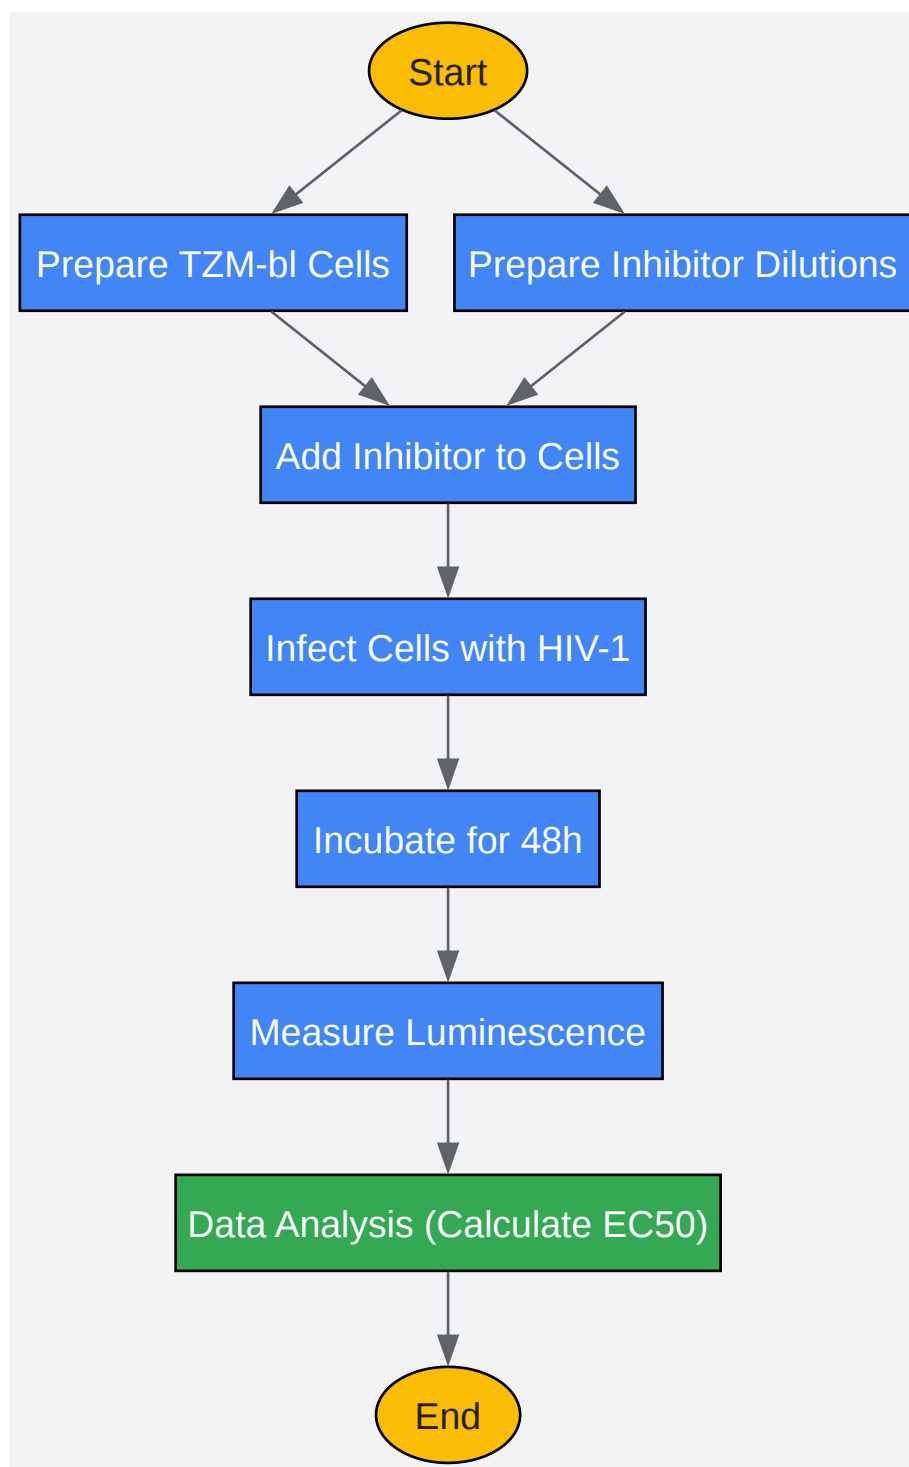 Start
Prepare TZM-bl Cells
Prepare Inhibitor Dilutions
Add Inhibitor to Cells
Infect Cells with HIV-1
Incubate for 48h
Measure Luminescence
Data Analysis (Calculate EC50)
End